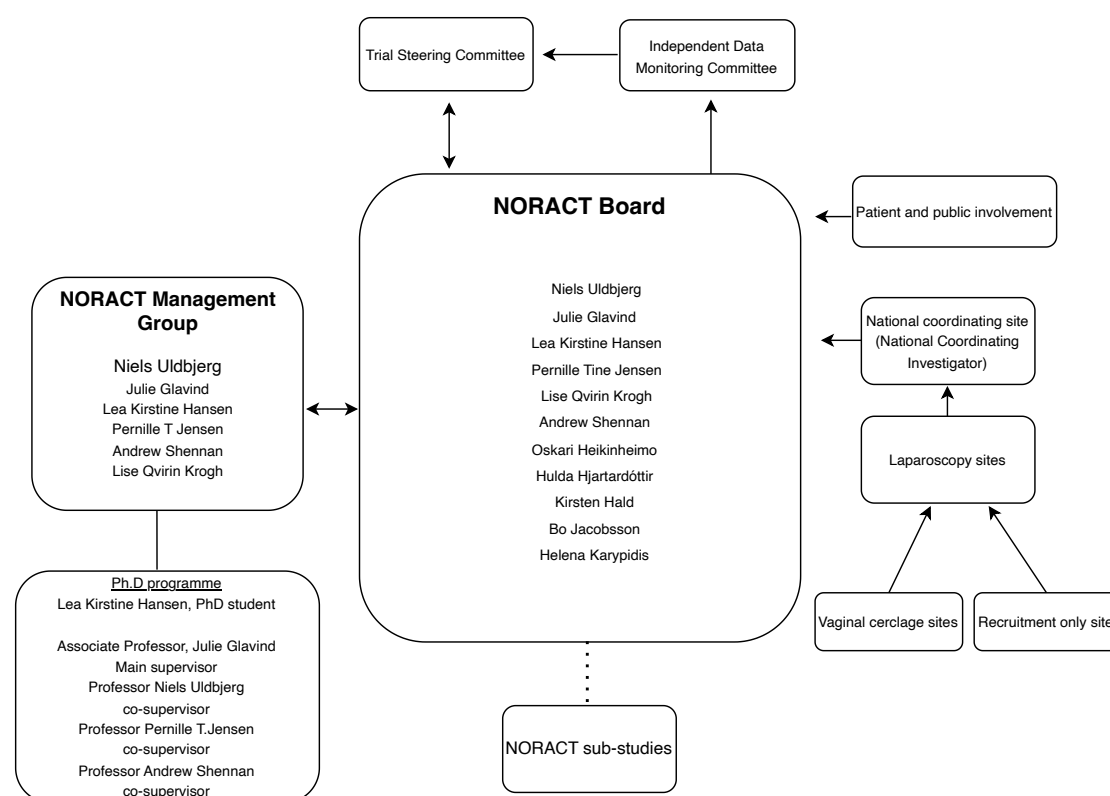 Trial Steering Committee
Independent Data
Monitoring Committee
NORACT Board
Niels Uldbjerg
Julie Glavind
Lea Kirstine Hansen
Pernille Tine Jensen
Lise Qvirin Krogh
Andrew Shennan
Oskari Heikinheimo
Hulda Hjartardóttir
Kirsten Hald
Bo Jacobsson
Helena Karypidis
Patient and public involvement
NORACT Management
Group
Niels Uldbjerg
Julie Glavind
Lea Kirstine Hansen
Pernille T Jensen
Andrew Shennan
Lise Qvirin Krogh
National coordinating site
(National Coordinating
Investigator)
Laparoscopy sites
Vaginal cerclage sites
Recruitment only site
Ph.D programme
Lea Kirstine Hansen, PhD student
Associate Professor, Julie Glavind
Main supervisor
Professor Niels Uldbjerg
co-supervisor
Professor Pernille T.Jensen
co-supervisor
Professor Andrew Shennan
co-supervisor
NORACT sub-studies